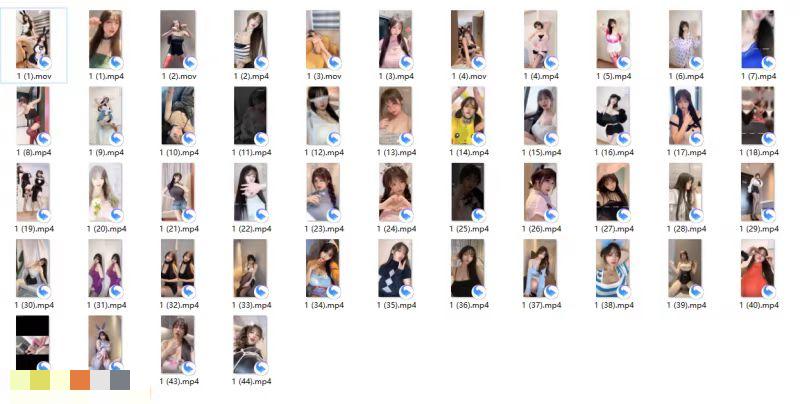 1 (1).mov 1 (1).mp4 1 (2).mov 1 (2).mp4 1 (3).mov 1 (3).mp4 1 (4).mov 1 (4).mp4 1 (5).mp4 1 (6).mp4 1 (7).mp4
1 (8).mp4 1 (9).mp4 1 (10).mp4 1 (11).mp4 1 (12).mp4 1 (13).mp4 1 (14).mp4 1 (15).mp4 1 (16).mp4 1 (17).mp4 1 (18).mp4
1 (19).mp4 1 (20).mp4 1 (21).mp4 1 (22).mp4 1 (23).mp4 1 (24).mp4 1 (25).mp4 1 (26).mp4 1 (27).mp4 1 (28).mp4 1 (29).mp4
1 (30).mp4 1 (31).mp4 1 (32).mp4 1 (33).mp4 1 (34).mp4 1 (35).mp4 1 (36).mp4 1 (37).mp4 1 (38).mp4 1 (39).mp4 1 (40).mp4
1 (43).mp4 1 (44).mp4